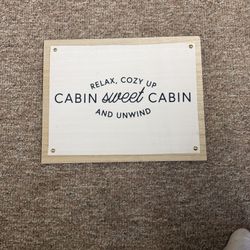 RELAX, COZY UP
CABIN sweet CABIN
AND UNWIND